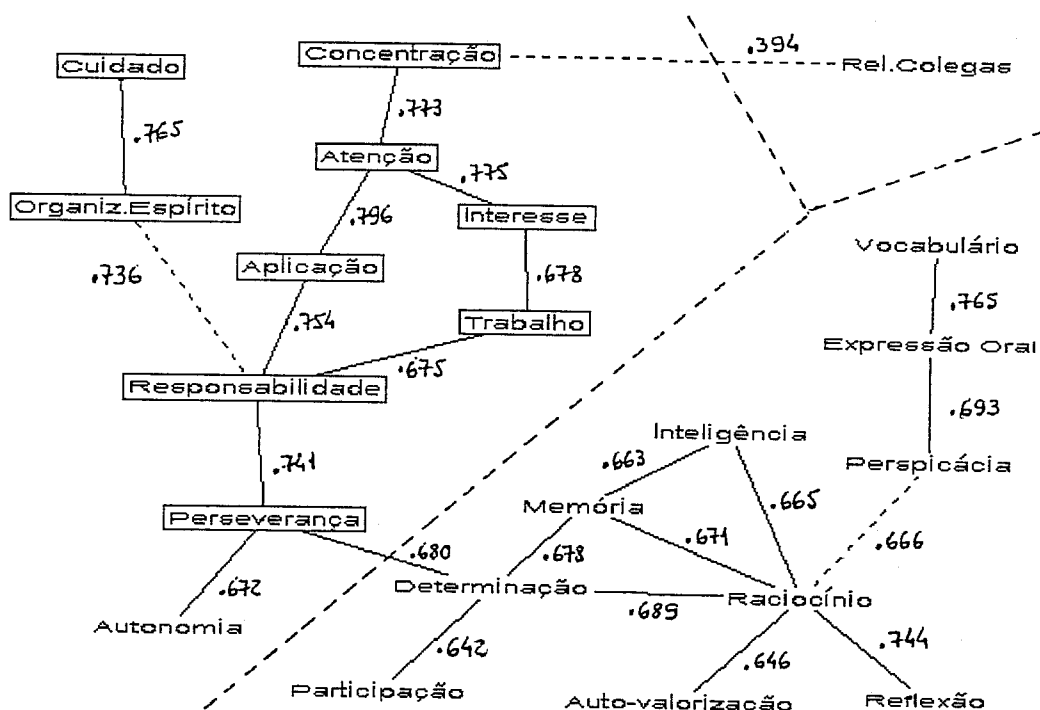 Concentração
.394
Rel.Colegas
Cuidado
.773
.765
Atenção
.775
Organiz.Espírito
.796
Interesse
Vocabulário
.736
Aplicação
.678
.765
.754
Trabalho
Expressão Oral
.675
Responsabilidade
.693
Inteligência
.741
.663
Perspicácia
.665
Memória
Perseverança
.671
.666
.680
.678
.672
Determinação
.689
Raciocínio
Autonomia
.642
.646
.744
Participação
Auto-valorização
Reflexão